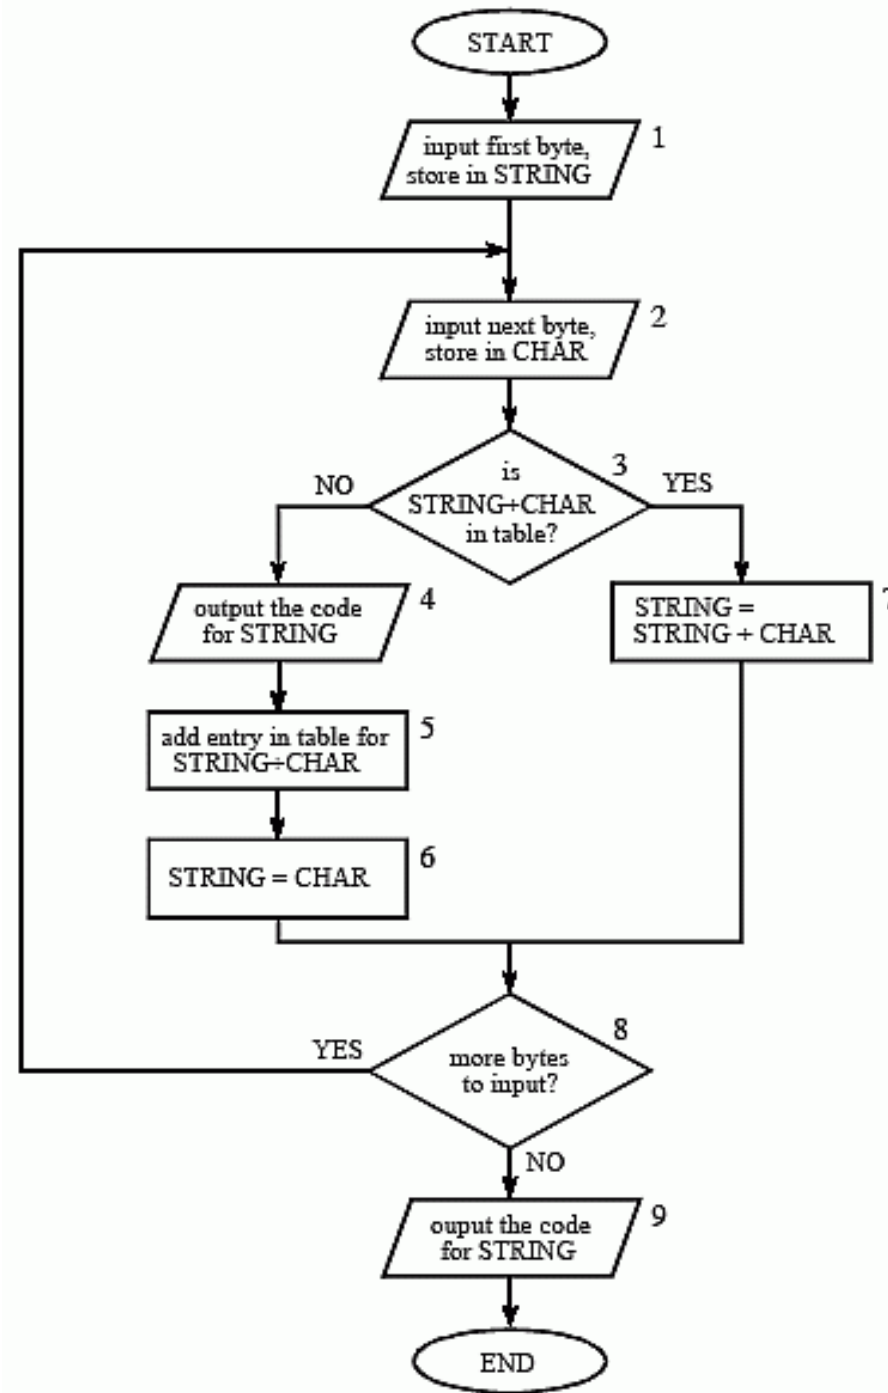 START
input first byte,
store in STRING
1
input next byte,
store in CHAR
2
is
STRING+CHAR
in table?
3
NO
YES
output the code
for STRING
4
STRING =
STRING + CHAR
7
add entry in table for
STRING+CHAR
5
STRING = CHAR
6
more bytes
to input?
8
YES
NO
ouput the code
for STRING
9
END